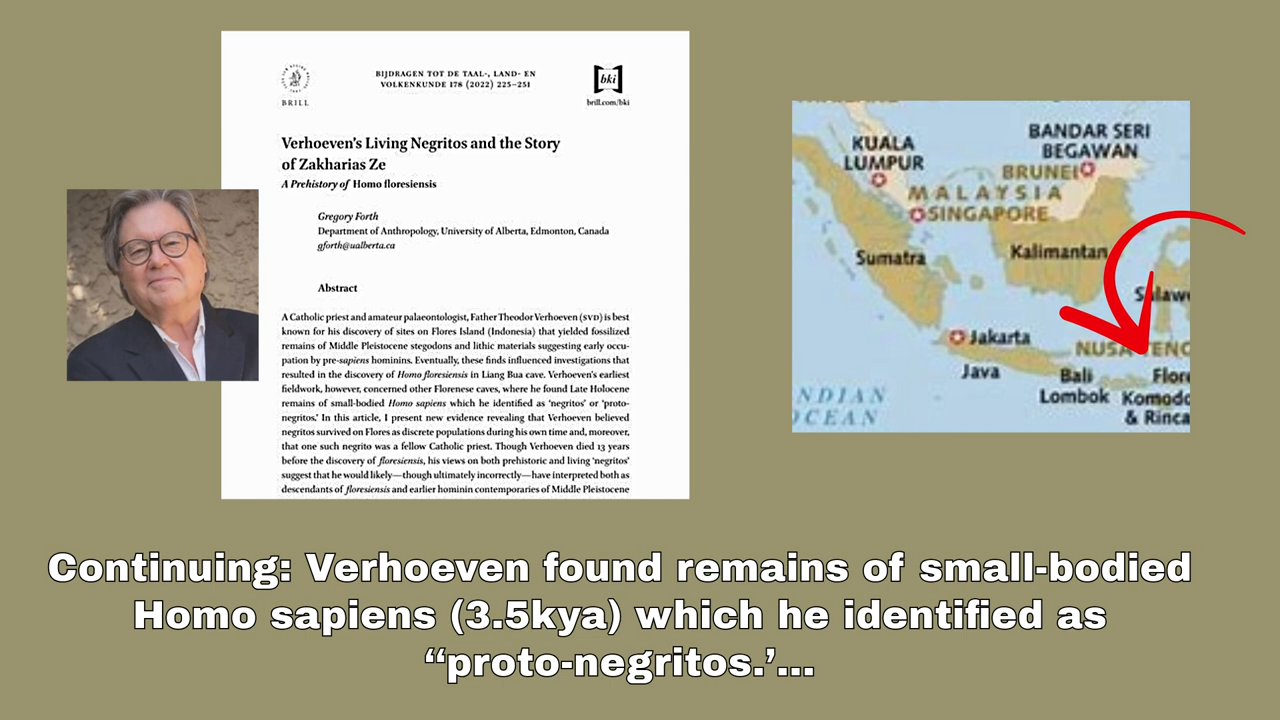 BRILL
BIJDRAGEN TOT DE TAAL-, LAND- EN
VOLKENKUNDE 178 (2022) 225–251
bki
brill.com/bki
Verhoeven's Living Negritos and the Story
of Zakharias Ze
A Prehistory of Homo floresiensis
Gregory Forth
Department of Anthropology, University of Alberta, Edmonton, Canada
gforth@ualberta.ca
Abstract
A Catholic priest and amateur palaeontologist, Father Theodor Verhoeven (SVD) is best
known for his discovery of sites on Flores Island (Indonesia) that yielded fossilized
remains of Middle Pleistocene stegodons and lithic materials suggesting early occu-
pation by pre-sapiens hominins. Eventually, these finds influenced investigations that
resulted in the discovery of Homo floresiensis in Liang Bua cave. Verhoeven's earliest
fieldwork, however, concerned other Florenese caves, where he found Late Holocene
remains of small-bodied Homo sapiens which he identified as 'negritos' or 'proto-
negritos.' In this article, I present new evidence revealing that Verhoeven believed
negritos survived on Flores as discrete populations during his own time and, moreover,
that one such negrito was a fellow Catholic priest. Though Verhoeven died 13 years
before the discovery of floresiensis, his views on both prehistoric and living 'negritos'
suggest that he would likely—though ultimately incorrectly—have interpreted both as
descendants of floresiensis and earlier hominin contemporaries of Middle Pleistocene
KUALA
LUMPUR
BANDAR SERI
BEGAWAN
BRUNEI
MALAYSIA
SINGAPORE
Kalimantan
Sumatra
Sulaw
Jakarta
NUSA TENG
Java
Bali
Flore
Lombok
Komodo
& Rinca
NDIAN
OCEAN
Continuing: Verhoeven found remains of small-bodied
Homo sapiens (3.5kya) which he identified as
“proto-negritos.’...